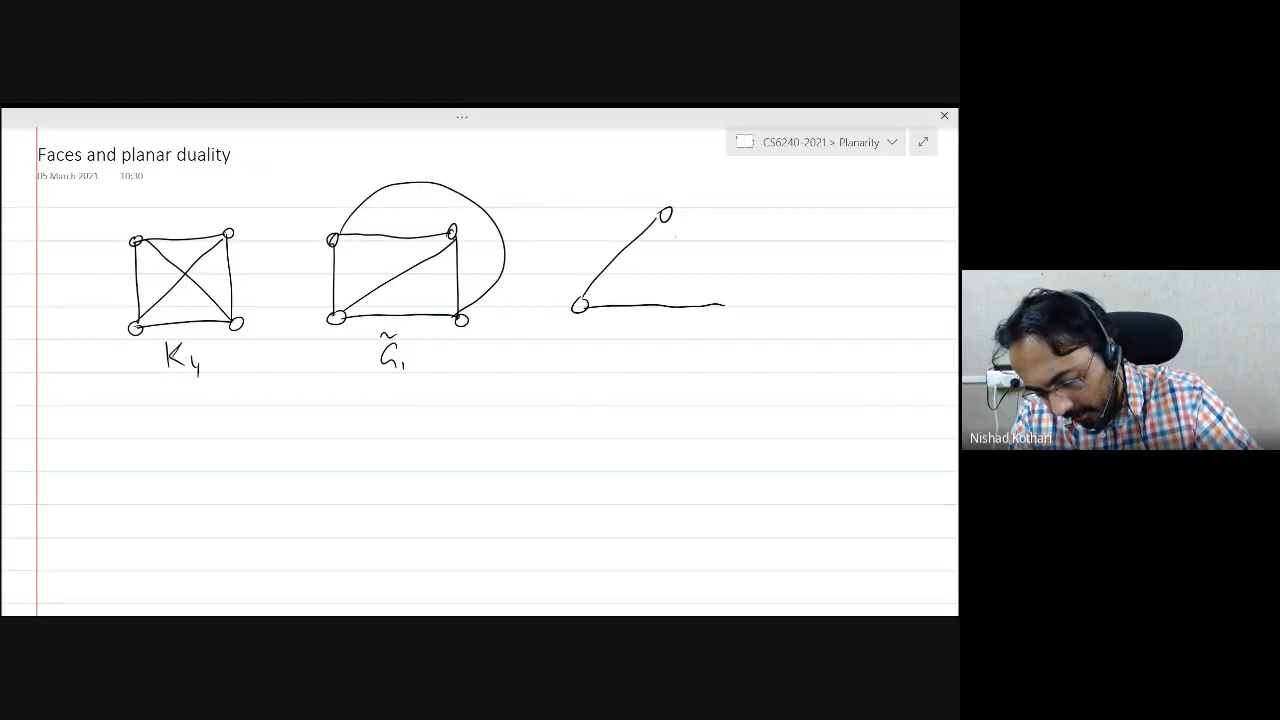 Faces and planar duality
05 March 2021 10:30
CS6240-2021 > Planarity
K₄
G̃₁
Nishad Kothari